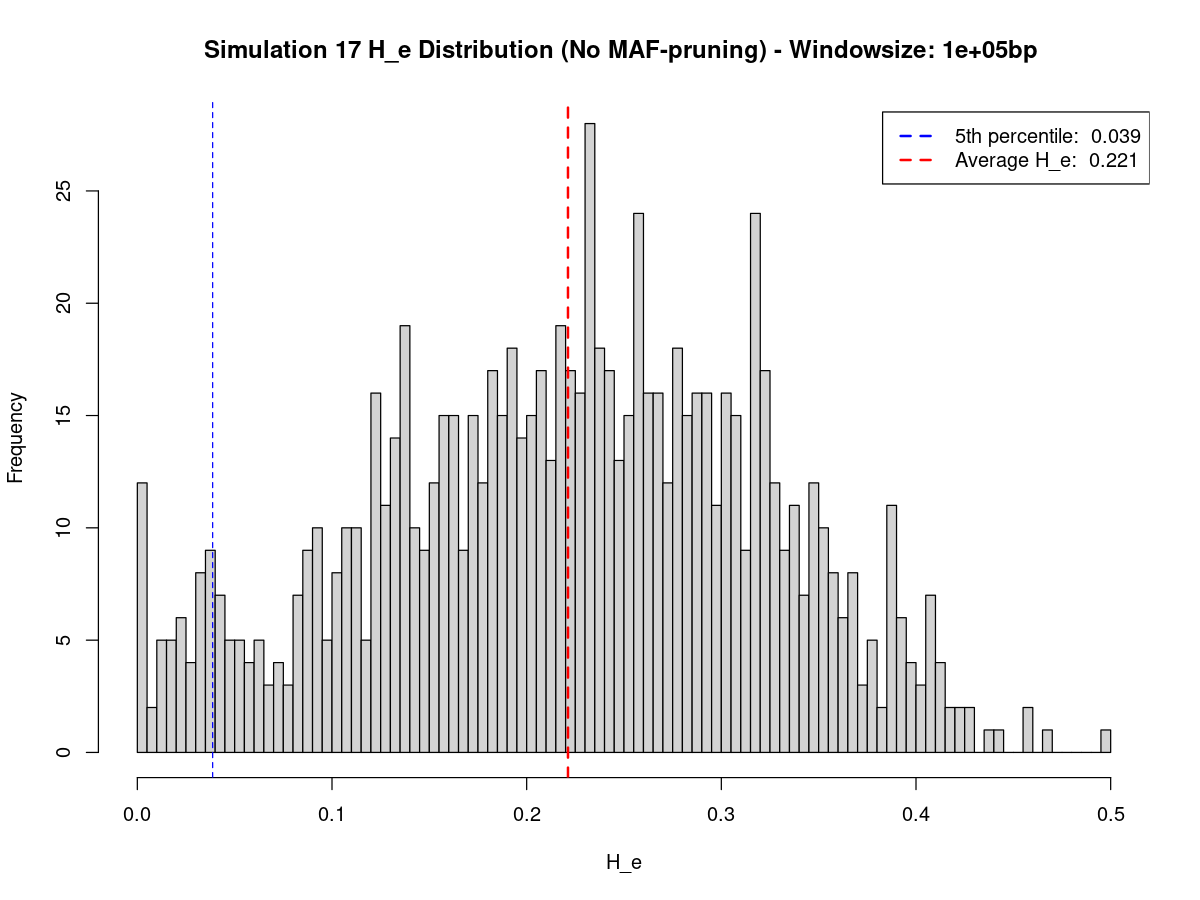 Simulation 17 H_e Distribution (No MAF-pruning) - Windowsize: 1e+05bp
5th percentile:  0.039
Average H_e:  0.221
Frequency
25
20
15
10
5
0
0.0 0.1 0.2 0.3 0.4 0.5
H_e